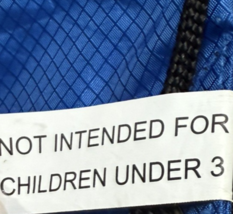 NOT INTENDED FOR
CHILDREN UNDER 3